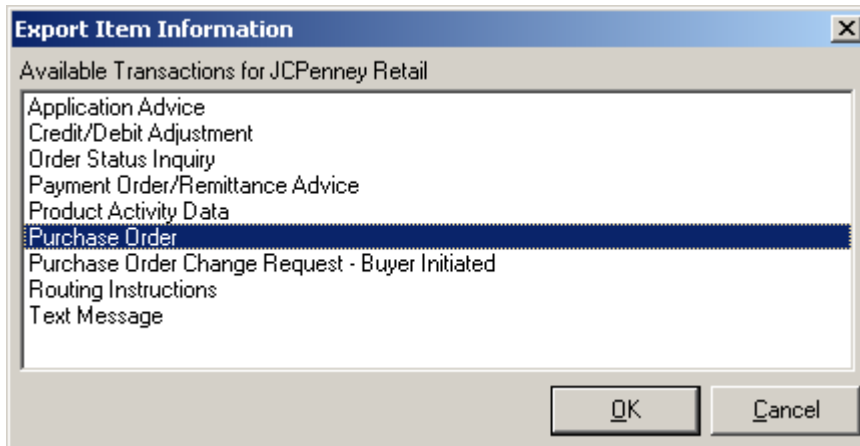 Export Item Information
Available Transactions for JCPenney Retail
Application Advice
Credit/Debit Adjustment
Order Status Inquiry
Payment Order/Remittance Advice
Product Activity Data
Purchase Order
Purchase Order Change Request - Buyer Initiated
Routing Instructions
Text Message
OK Cancel